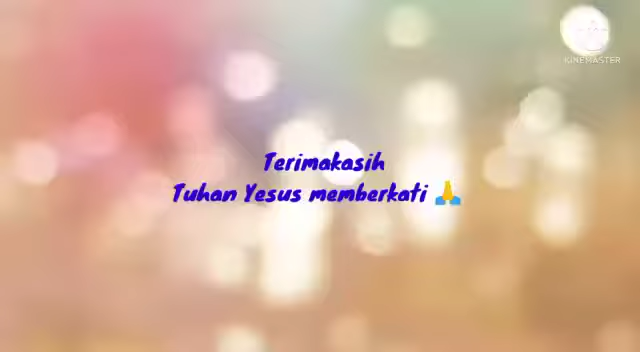 KINEMASTER
Terimakasih
Tuhan Yesus memberkati 🙏